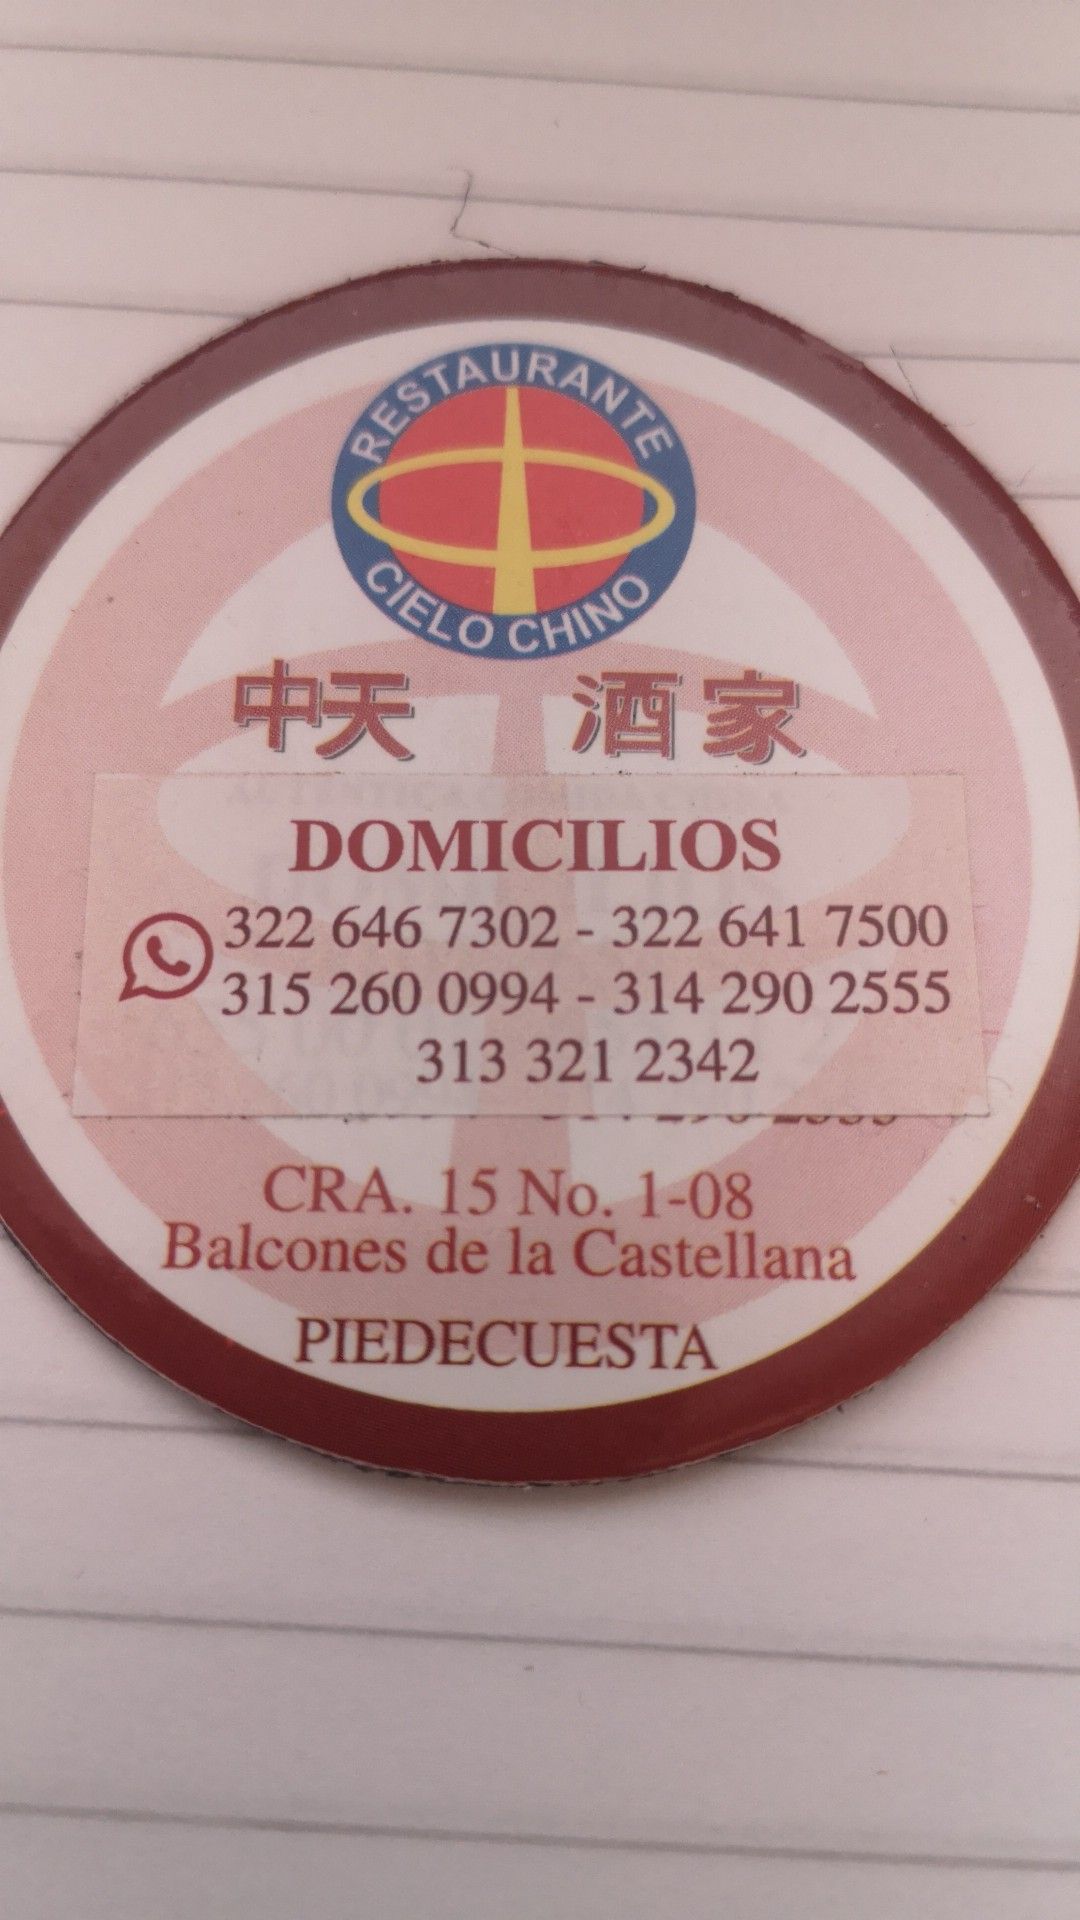 RESTAURANTE
CIELO CHINO
中天 酒家
DOMICILIOS
322 646 7302 - 322 641 7500
315 260 0994 - 314 290 2555
313 321 2342
CRA. 15 No. 1-08
Balcones de la Castellana
PIEDECUESTA